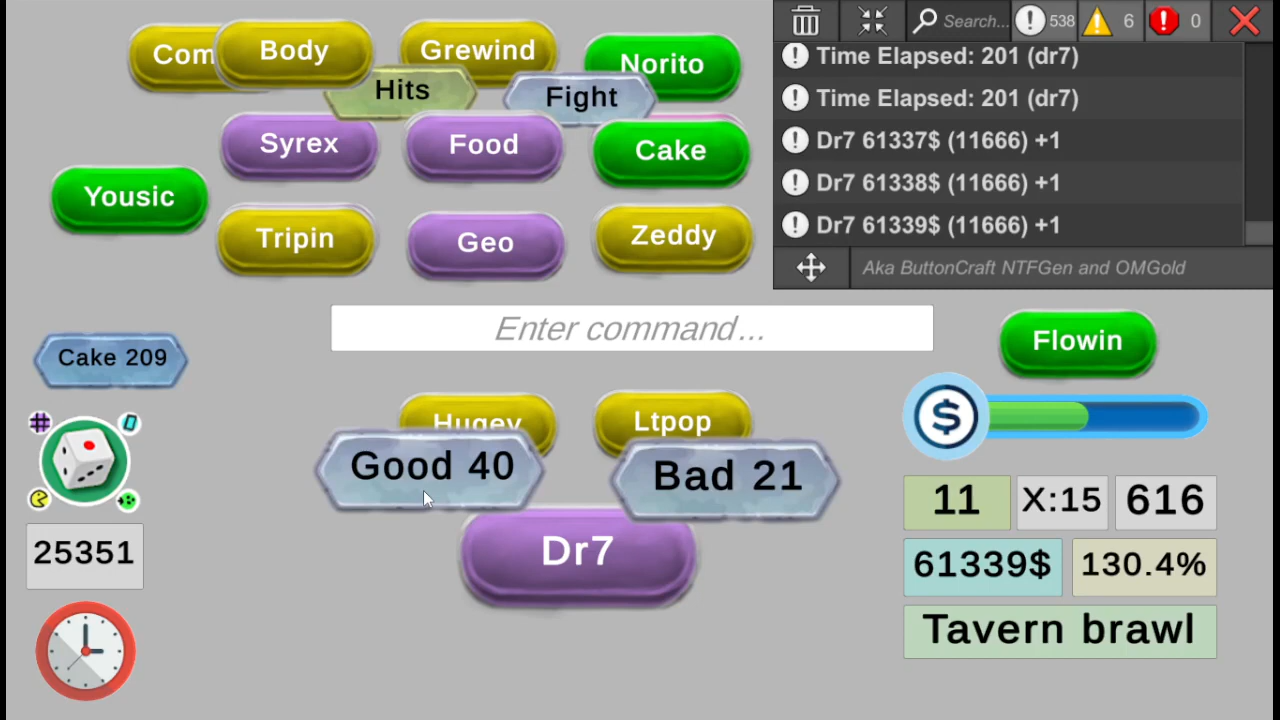 Com
Body
Grewind
Norito
Hits
Fight
Syrex
Food
Cake
Yousic
Tripin
Geo
Zeddy
Search...
538
6
0
Time Elapsed: 201 (dr7)
Time Elapsed: 201 (dr7)
Dr7 61337$ (11666) +1
Dr7 61338$ (11666) +1
Dr7 61339$ (11666) +1
Aka ButtonCraft NTFGen and OMGold
Enter command...
Flowin
Cake 209
$
Hugey
Ltpop
Good 40
Bad 21
Dr7
25351
11
X:15
616
61339$
130.4%
Tavern brawl